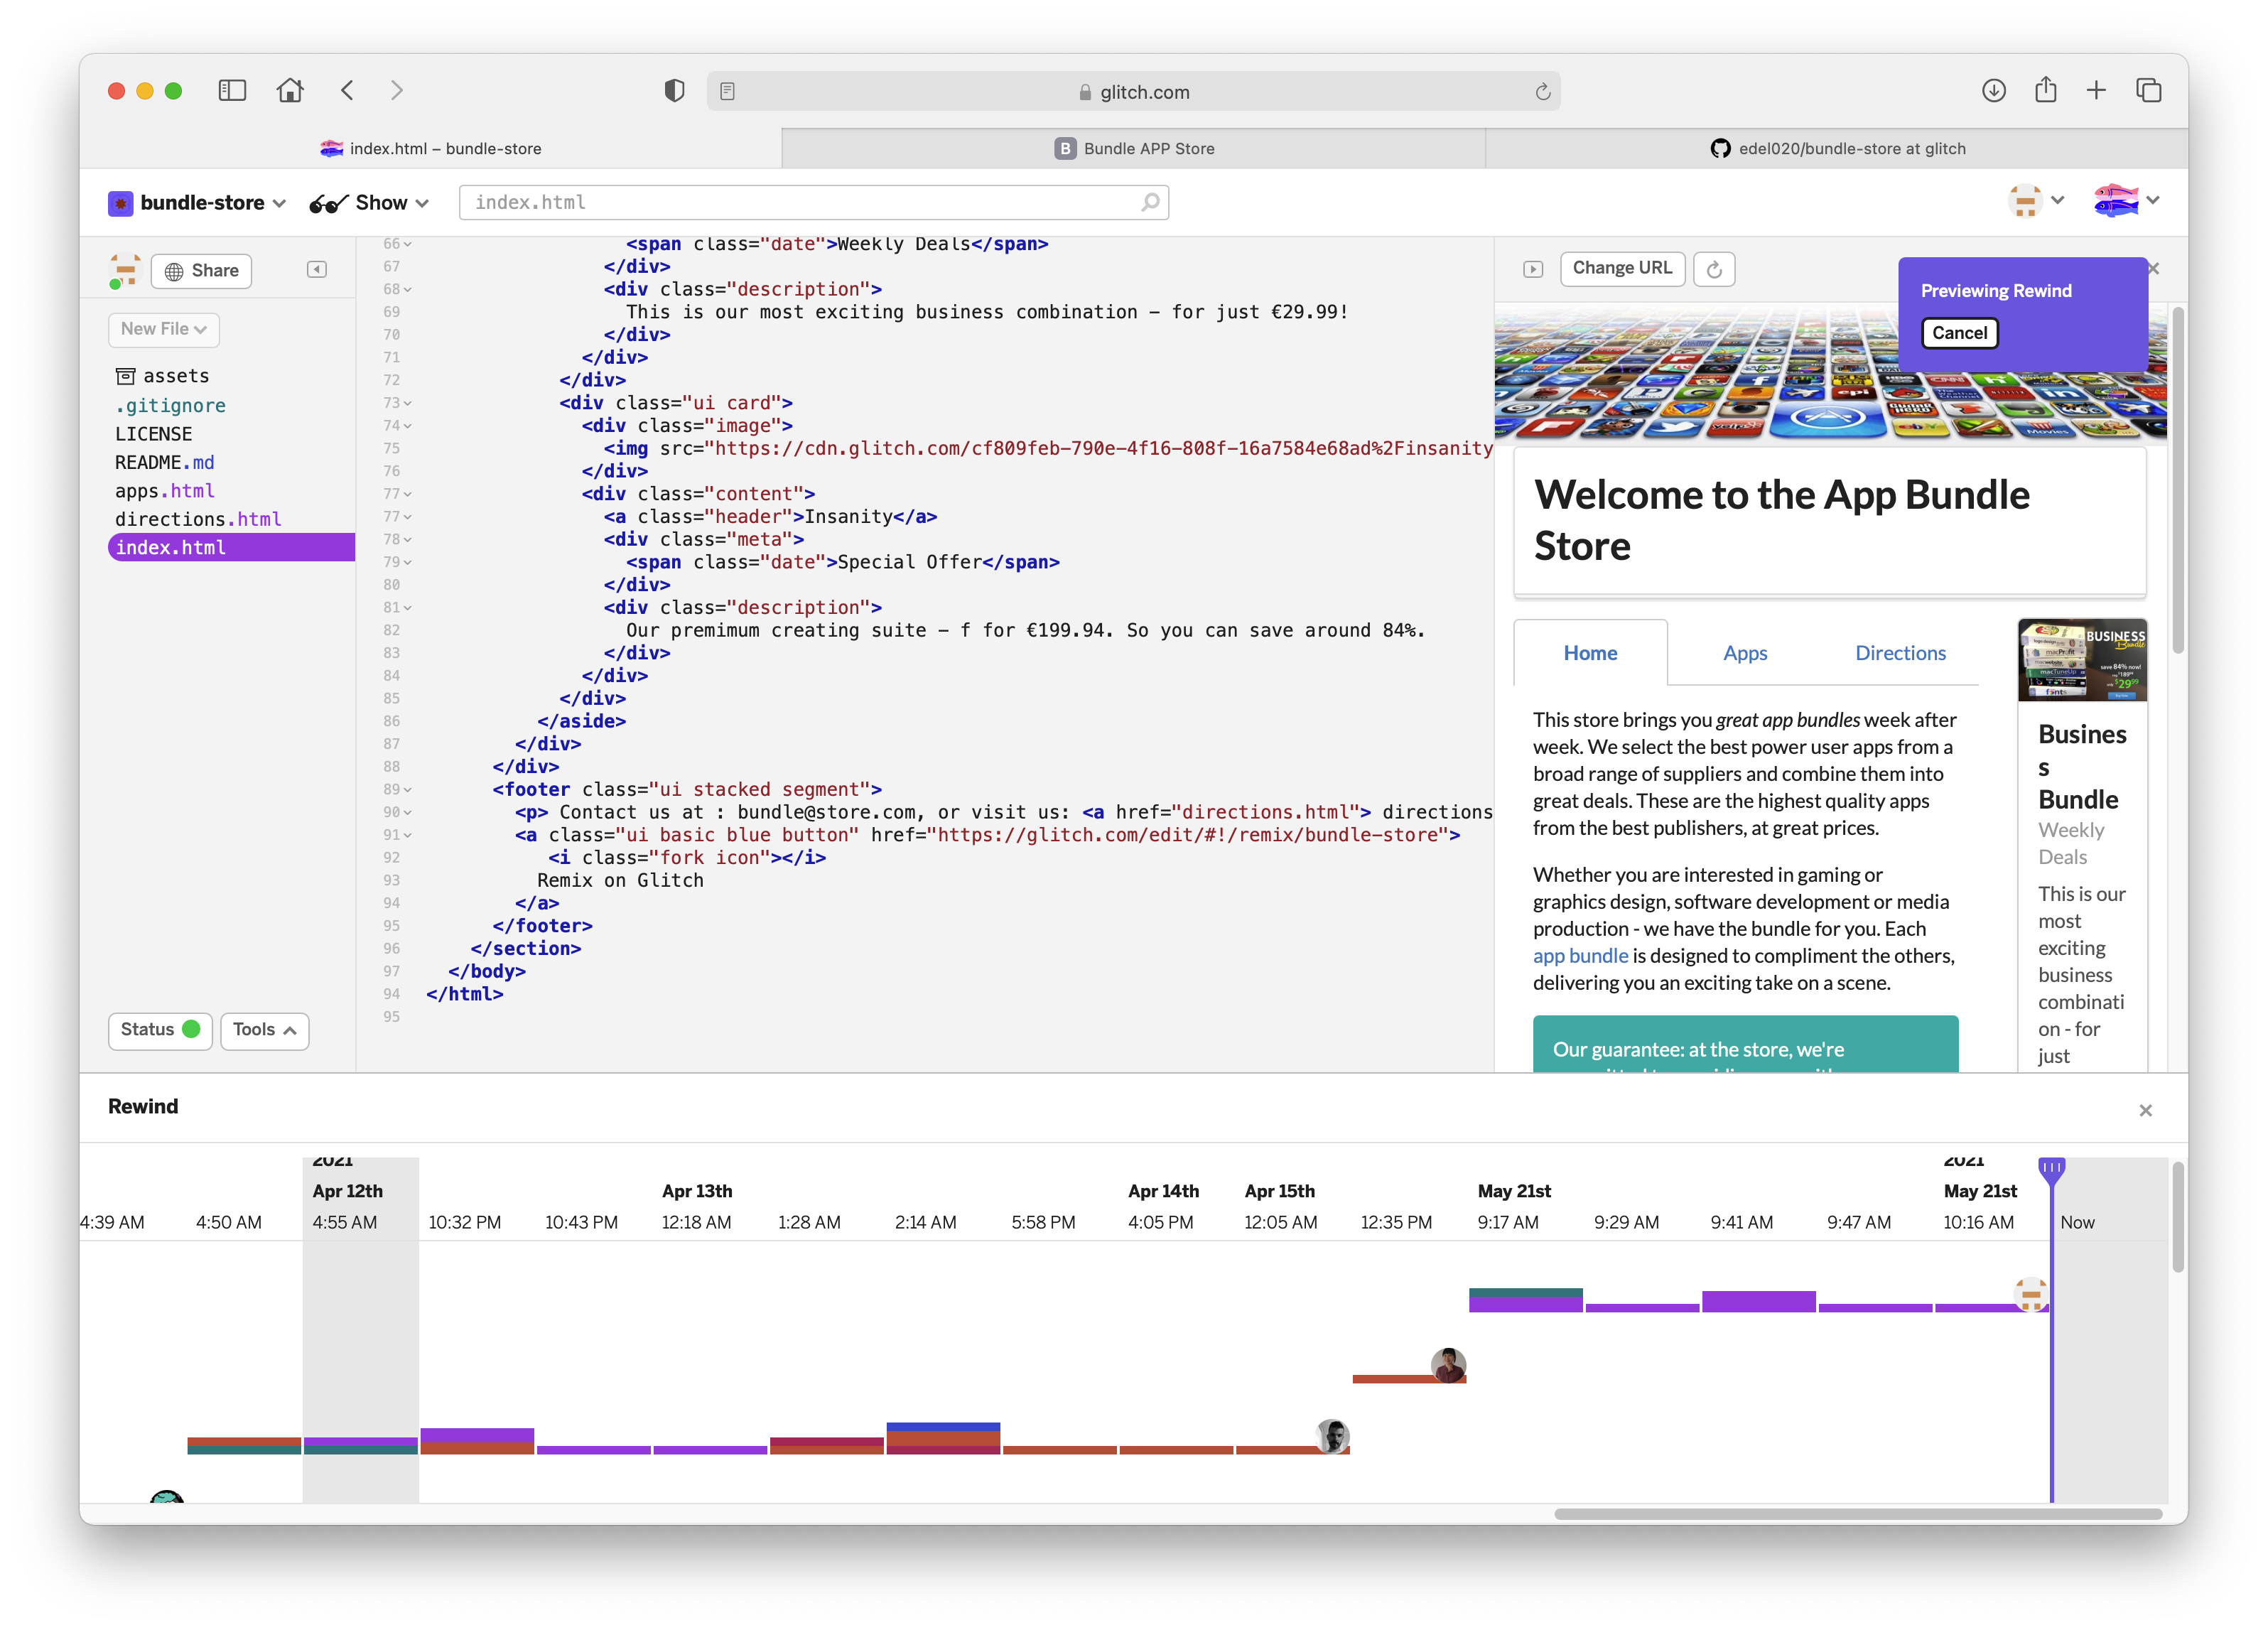 glitch.com
index.html – bundle-store
B Bundle APP Store
edel020/bundle-store at glitch
bundle-store
Show
index.html
Share
New File
assets
.gitignore
LICENSE
README.md
apps.html
directions.html
index.html
Status
Tools
66 <span class="date">Weekly Deals</span>
67 </div>
68 <div class="description">
69 This is our most exciting business combination – for just €29.99!
70 </div>
71 </div>
72 </div>
73 <div class="ui card">
74 <div class="image">
75 <img src="https://cdn.glitch.com/cf809feb-790e-4f16-808f-16a7584e68ad%2Finsanity
76 </div>
77 <div class="content">
77 <a class="header">Insanity</a>
78 <div class="meta">
79 <span class="date">Special Offer</span>
80 </div>
81 <div class="description">
82 Our premimum creating suite – f for €199.94. So you can save around 84%.
83 </div>
84 </div>
85 </div>
86 </aside>
87 </div>
88 </div>
89 <footer class="ui stacked segment">
90 <p> Contact us at : bundle@store.com, or visit us: <a href="directions.html"> directions
91 <a class="ui basic blue button" href="https://glitch.com/edit/#!/remix/bundle-store">
92 <i class="fork icon"></i>
93 Remix on Glitch
94 </a>
95 </footer>
96 </section>
97 </body>
94 </html>
95
Change URL
Previewing Rewind
Cancel
Welcome to the App Bundle
Store
Home
Apps
Directions
This store brings you great app bundles week after
week. We select the best power user apps from a
broad range of suppliers and combine them into
great deals. These are the highest quality apps
from the best publishers, at great prices.
Whether you are interested in gaming or
graphics design, software development or media
production - we have the bundle for you. Each
app bundle is designed to compliment the others,
delivering you an exciting take on a scene.
Our guarantee: at the store, we're
BUSINESS
Bundle
save 84% now!
29
Busines
s
Bundle
Weekly
Deals
This is our
most
exciting
business
combinati
on - for
just
Rewind
2021
2021
Apr 12th
Apr 13th
Apr 14th
Apr 15th
May 21st
May 21st
4:39 AM
4:50 AM
4:55 AM
10:32 PM
10:43 PM
12:18 AM
1:28 AM
2:14 AM
5:58 PM
4:05 PM
12:05 AM
12:35 PM
9:17 AM
9:29 AM
9:41 AM
9:47 AM
10:16 AM
Now